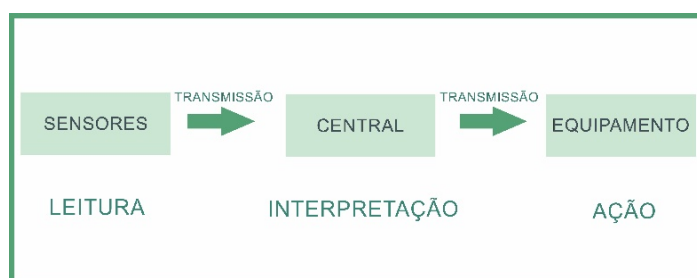 TRANSMISSÃO TRANSMISSÃO
SENSORES CENTRAL EQUIPAMENTO
LEITURA INTERPRETAÇÃO AÇÃO